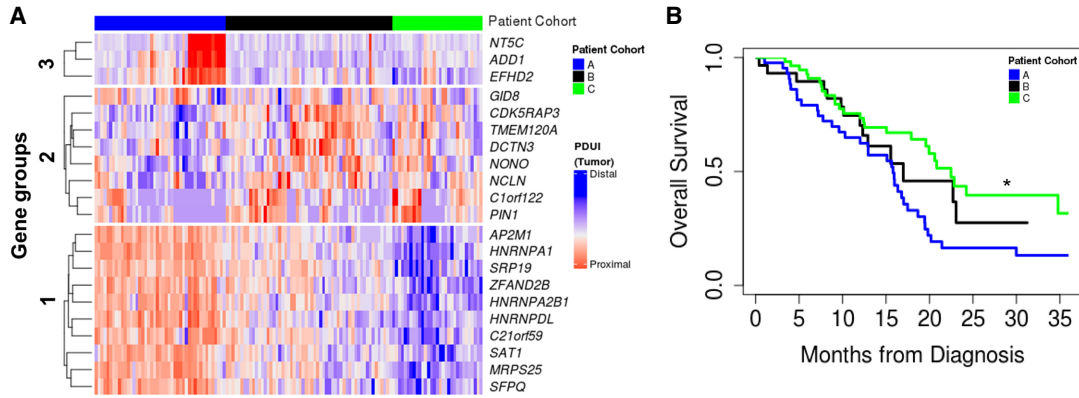 A
Patient Cohort
NT5C
ADD1
EFHD2
GID8
CDK5RAP3
TMEM120A
DCTN3
NONO
NCLN
C1orf122
PIN1
AP2M1
HNRNPA1
SRP19
ZFAND2B
HNRNPA2B1
HNRNPDL
C21orf59
SAT1
MRPS25
SFPQ
Gene groups
3
2
1
Patient Cohort
A
B
C
PDUI
(Tumor)
Distal
Proximal
B
Overall Survival
1.0
0.5
0.0
Patient Cohort
A
B
C
*
0 5 10 15 20 25 30 35
Months from Diagnosis